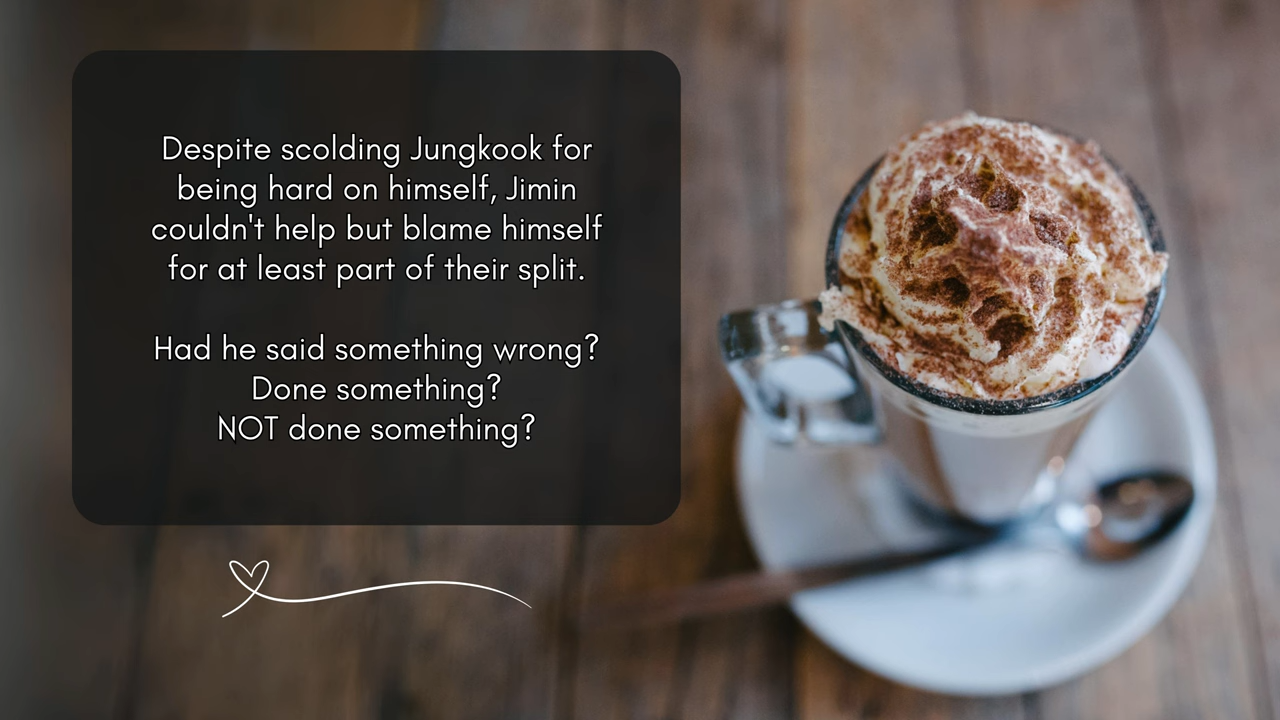 Despite scolding Jungkook for
being hard on himself, Jimin
couldn't help but blame himself
for at least part of their split.
Had he said something wrong?
Done something?
NOT done something?